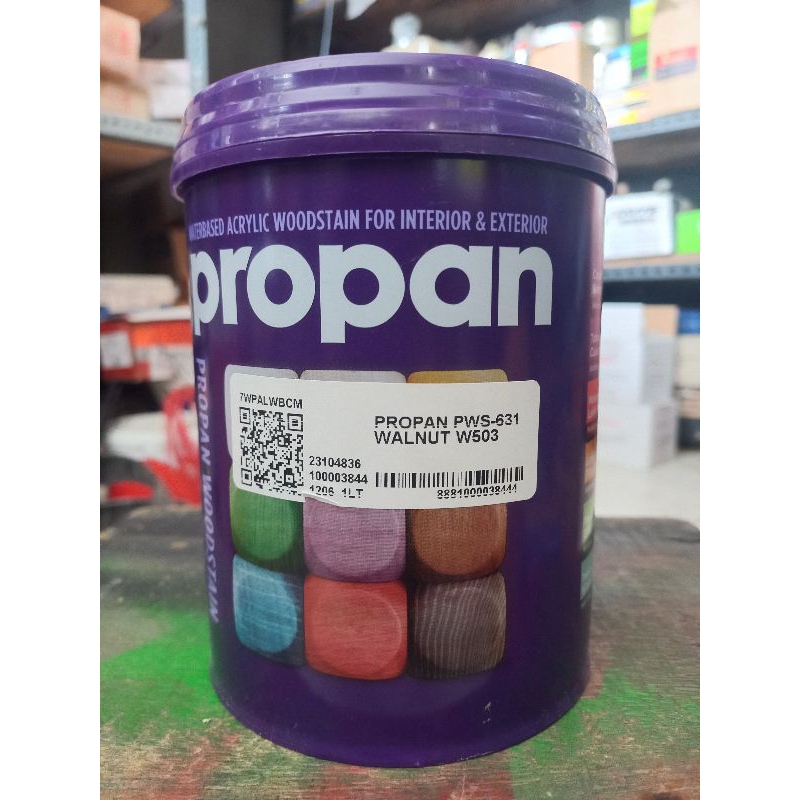 WATERBASED ACRYLIC WOODSTAIN FOR INTERIOR & EXTERIOR
propan
PROPAN WOODSTAIN
7WPALWBCM
PROPAN PWS-631
WALNUT W503
23104836
100003844
1206 1LT
8881000038444